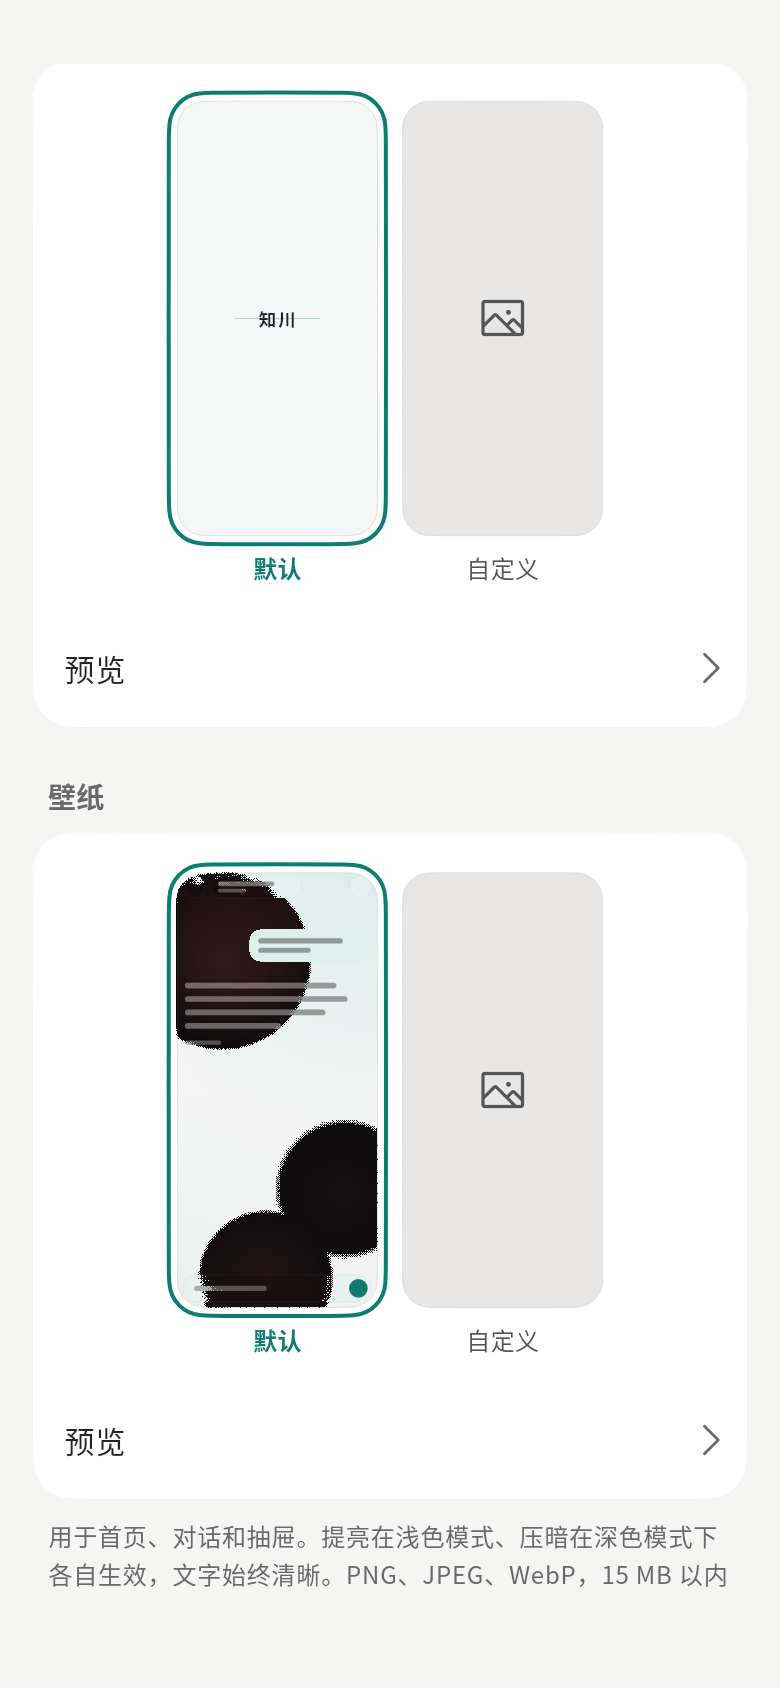 知川
默认
自定义
预览
壁纸
默认
自定义
预览
用于首页、对话和抽屉。提亮在浅色模式、压暗在深色模式下
各自生效，文字始终清晰。PNG、JPEG、WebP，15 MB 以内